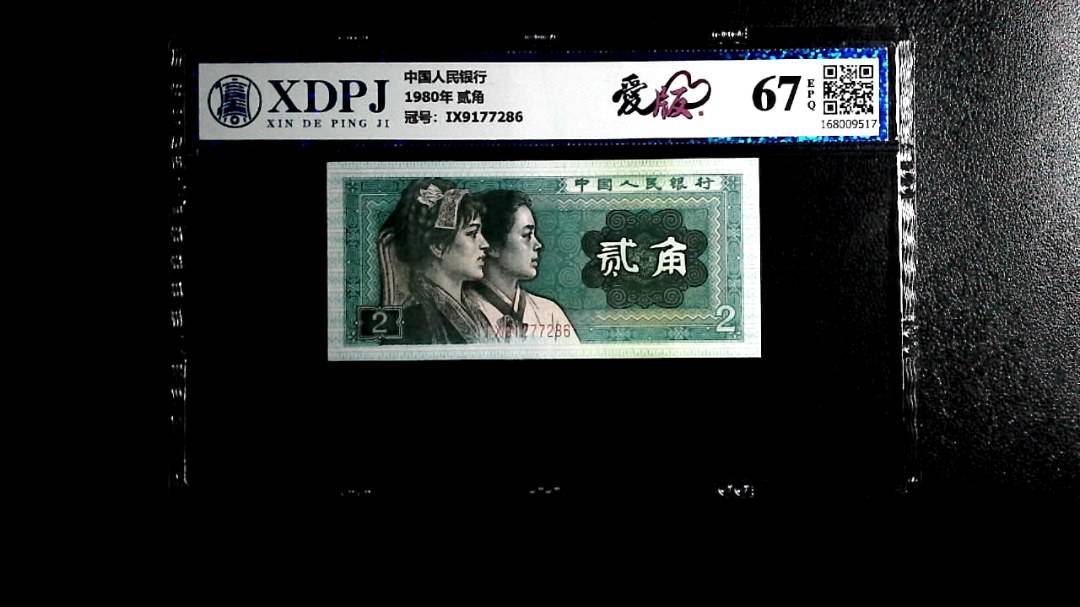 XDPJ
XIN DE PING JI
中国人民银行
1980年 贰角
冠号：IX9177286
爱版
67
EPQ
168009517
中国人民银行
贰角
2
IX9177286
2